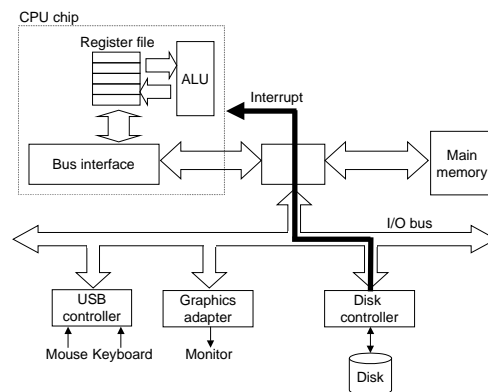 CPU chip
Register file
ALU
Interrupt
Bus interface
Main
memory
I/O bus
USB
controller
Graphics
adapter
Disk
controller
Mouse Keyboard
Monitor
Disk